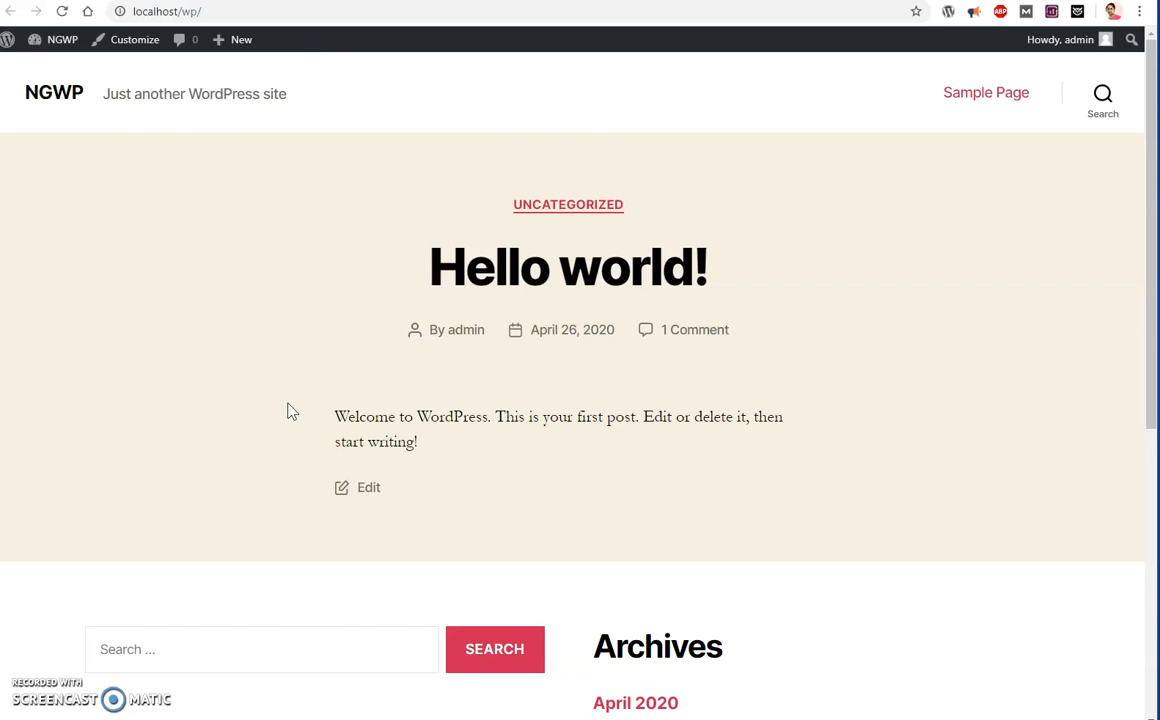 localhost/wp/
ABP
M
NGWP Customize 0 New Howdy, admin
NGWP Just another WordPress site Sample Page
Search
UNCATEGORIZED
Hello world!
By admin April 26, 2020 1 Comment
Welcome to WordPress. This is your first post. Edit or delete it, then
start writing!
Edit
Search ... SEARCH Archives
April 2020
RECORDED WITH
SCREENCAST MATIC